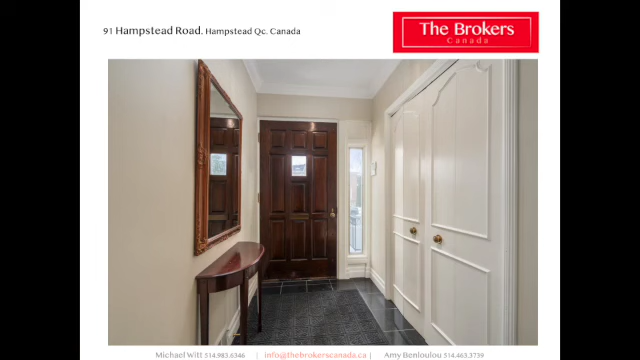 91 Hampstead Road. Hampstead Qc. Canada
The Brokers
Canada
Michael Witt 514.983.6346 | info@thebrokerscanada.ca | Amy Benloulou 514.463.3739